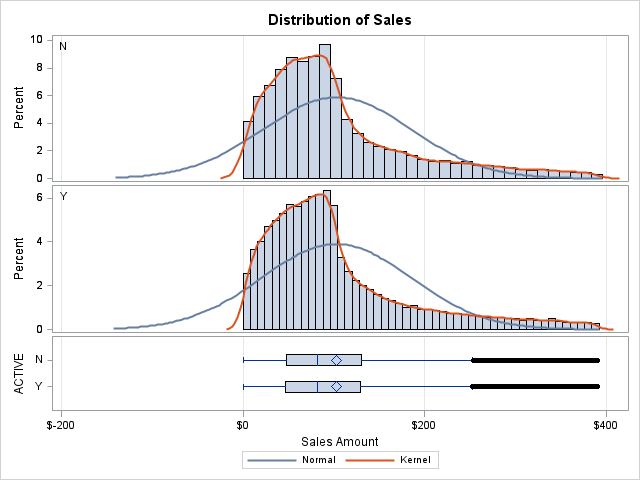 Distribution of Sales
N
10
8
6
4
2
0
Percent
Y
6
4
2
0
Percent
N
Y
ACTIVE
$-200 $0 $200 $400
Sales Amount
Normal Kernel